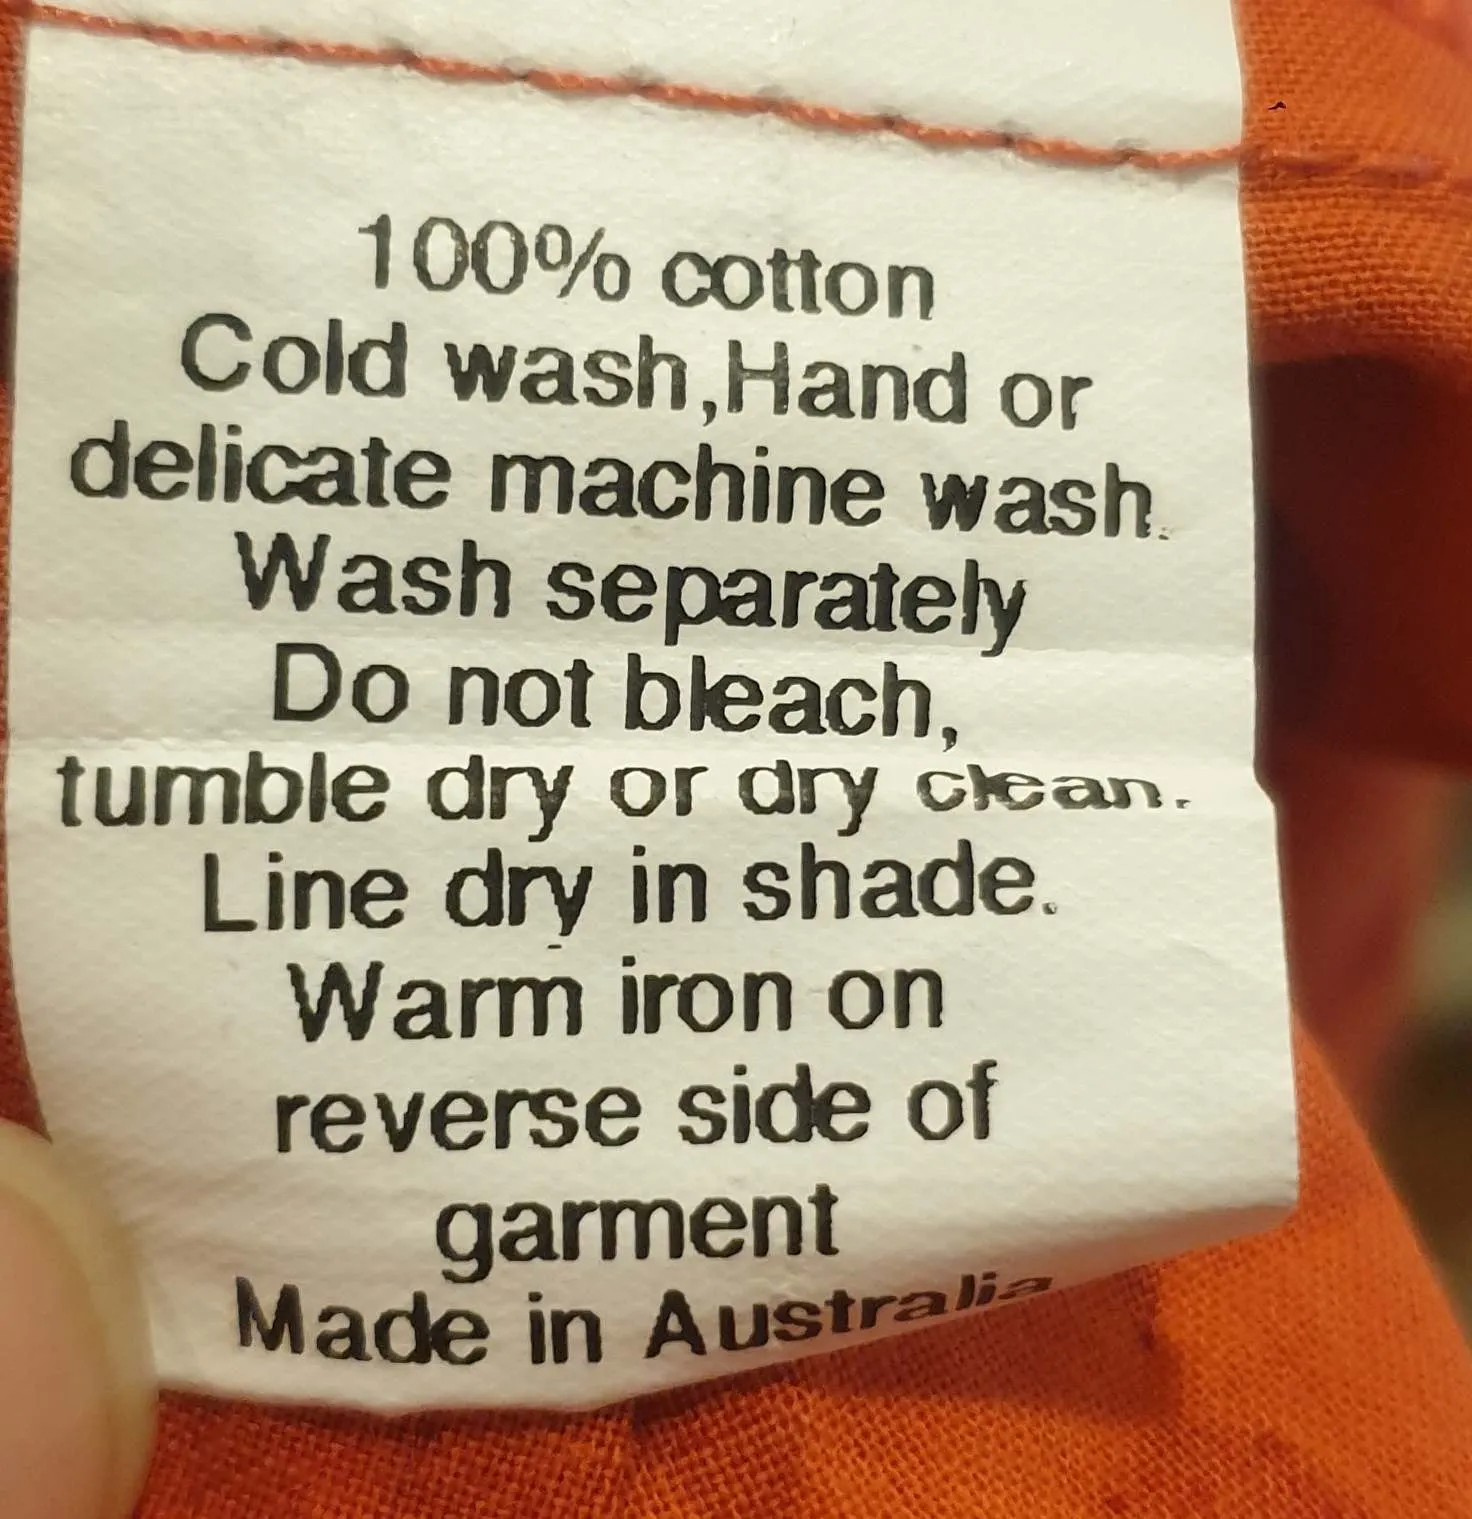 100% cotton
Cold wash,Hand or
delicate machine wash.
Wash separately
Do not bleach,
tumble dry or dry clean.
Line dry in shade.
Warm iron on
reverse side of
garment
Made in Australia